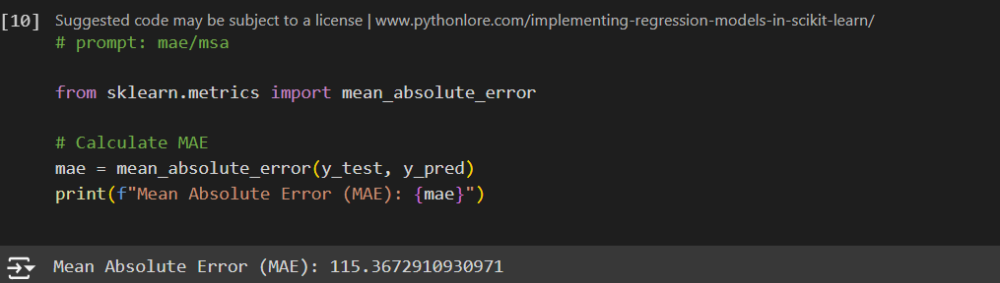 [10] Suggested code may be subject to a license | www.pythonlore.com/implementing-regression-models-in-scikit-learn/
# prompt: mae/msa
from sklearn.metrics import mean_absolute_error
# Calculate MAE
mae = mean_absolute_error(y_test, y_pred)
print(f"Mean Absolute Error (MAE): {mae}")
Mean Absolute Error (MAE): 115.3672910930971